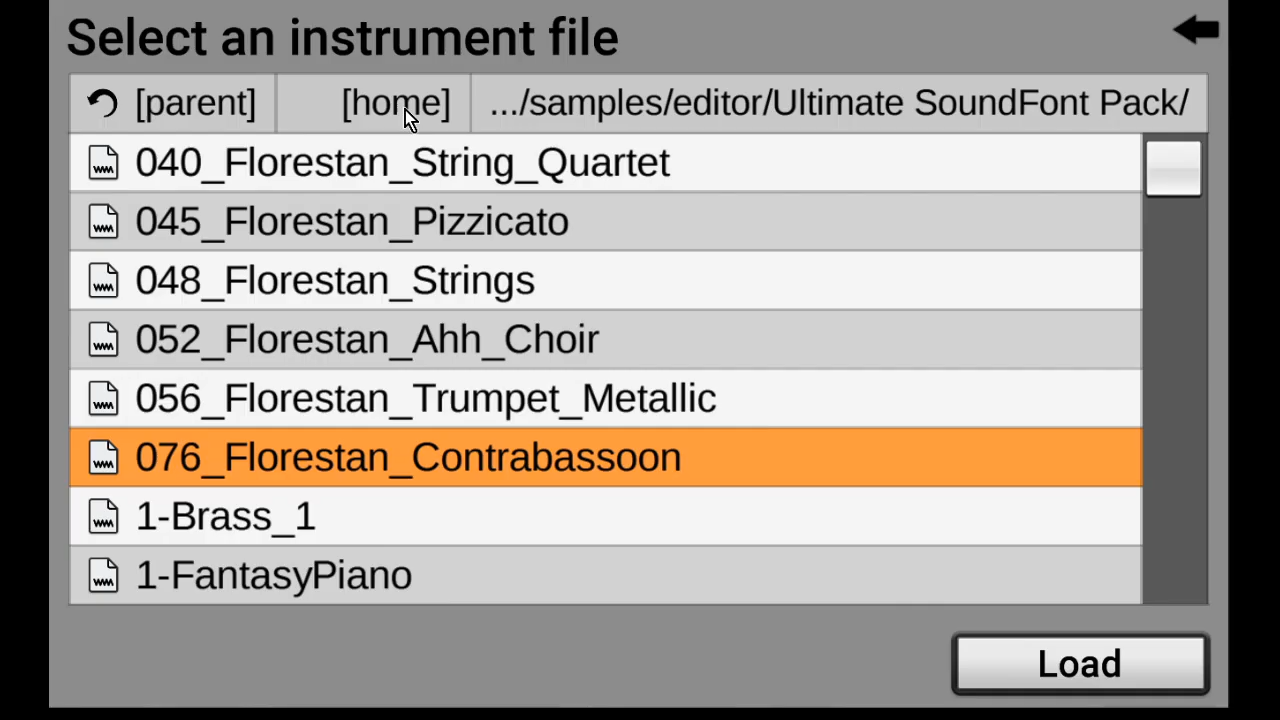 Select an instrument file
[parent] [home] .../samples/editor/Ultimate SoundFont Pack/
040_Florestan_String_Quartet
045_Florestan_Pizzicato
048_Florestan_Strings
052_Florestan_Ahh_Choir
056_Florestan_Trumpet_Metallic
076_Florestan_Contrabassoon
1-Brass_1
1-FantasyPiano
Load